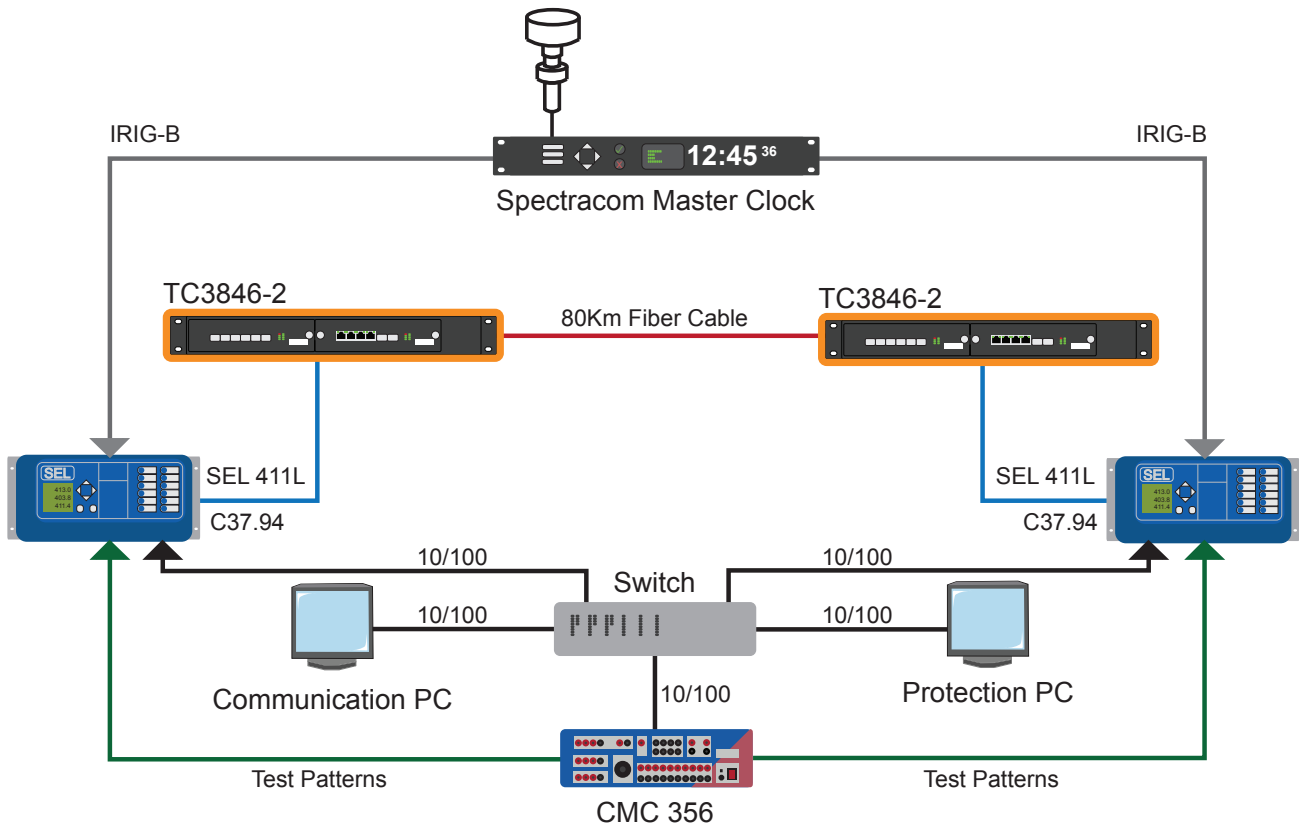 IRIG-B
IRIG-B
12:45 36
Spectracom Master Clock
TC3846-2
TC3846-2
80Km Fiber Cable
SEL
413.0
403.8
411.4
SEL 411L
C37.94
SEL 411L
C37.94
SEL
413.0
403.8
411.4
10/100
10/100
Switch
10/100
10/100
Communication PC
Protection PC
10/100
Test Patterns
Test Patterns
CMC 356